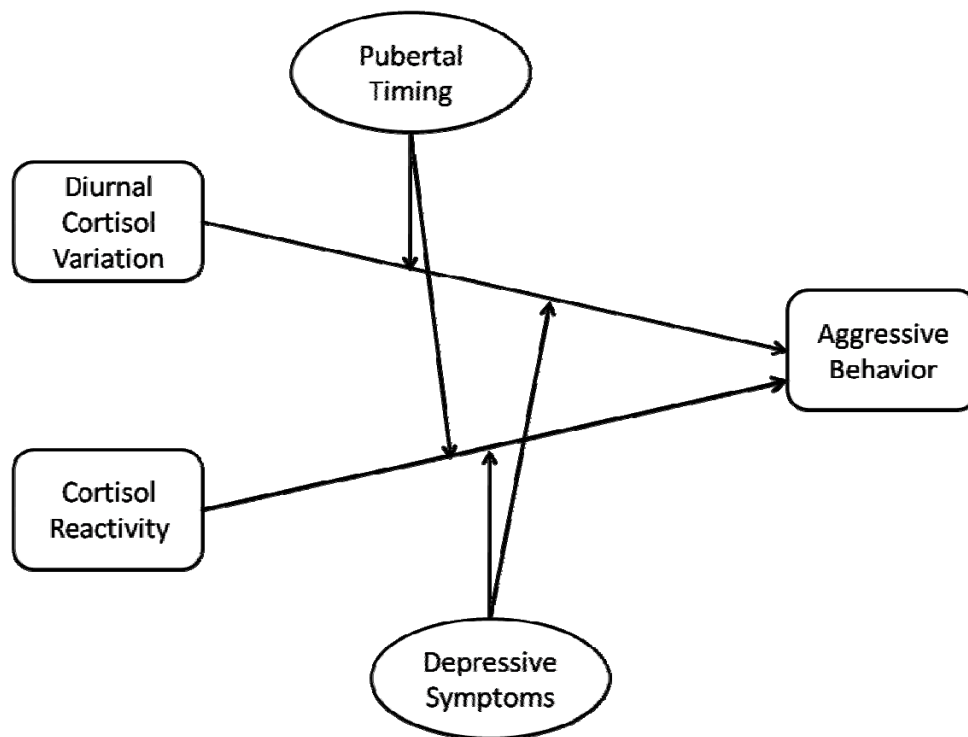 Pubertal
Timing
Diurnal
Cortisol
Variation
Aggressive
Behavior
Cortisol
Reactivity
Depressive
Symptoms